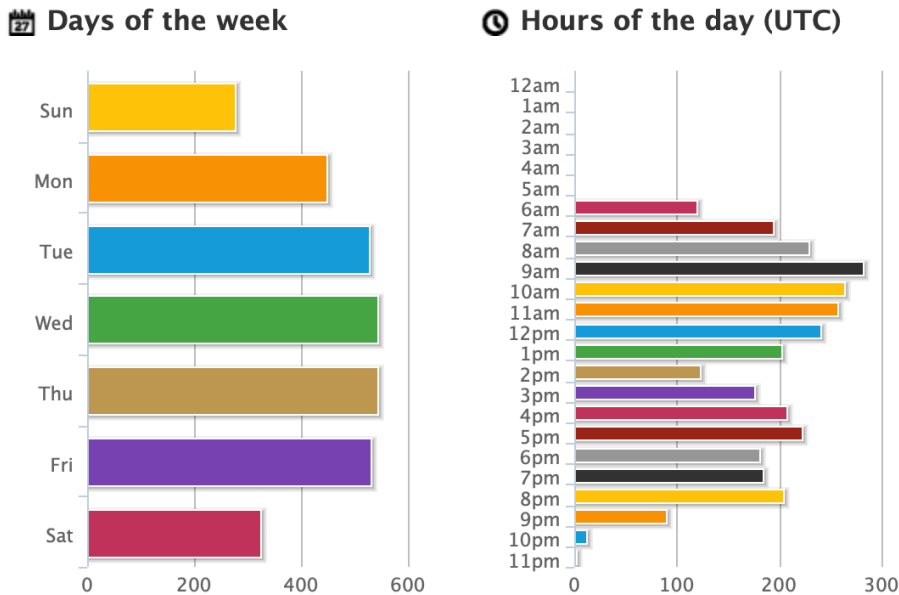 27 Days of the week
Sun
Mon
Tue
Wed
Thu
Fri
Sat
0 200 400 600
Hours of the day (UTC)
12am
1am
2am
3am
4am
5am
6am
7am
8am
9am
10am
11am
12pm
1pm
2pm
3pm
4pm
5pm
6pm
7pm
8pm
9pm
10pm
11pm
0 100 200 300